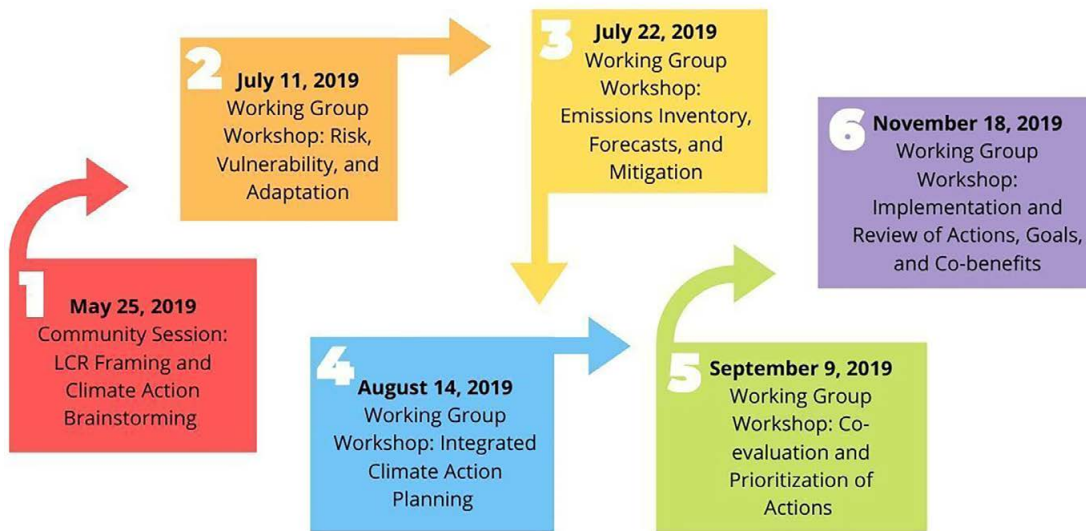 1
May 25, 2019
Community Session:
LCR Framing and
Climate Action
Brainstorming
2
July 11, 2019
Working Group
Workshop: Risk,
Vulnerability, and
Adaptation
3
July 22, 2019
Working Group
Workshop:
Emissions Inventory,
Forecasts, and
Mitigation
4
August 14, 2019
Working Group
Workshop: Integrated
Climate Action
Planning
5
September 9, 2019
Working Group
Workshop: Co-
evaluation and
Prioritization of
Actions
6
November 18, 2019
Working Group
Workshop:
Implementation and
Review of Actions, Goals,
and Co-benefits